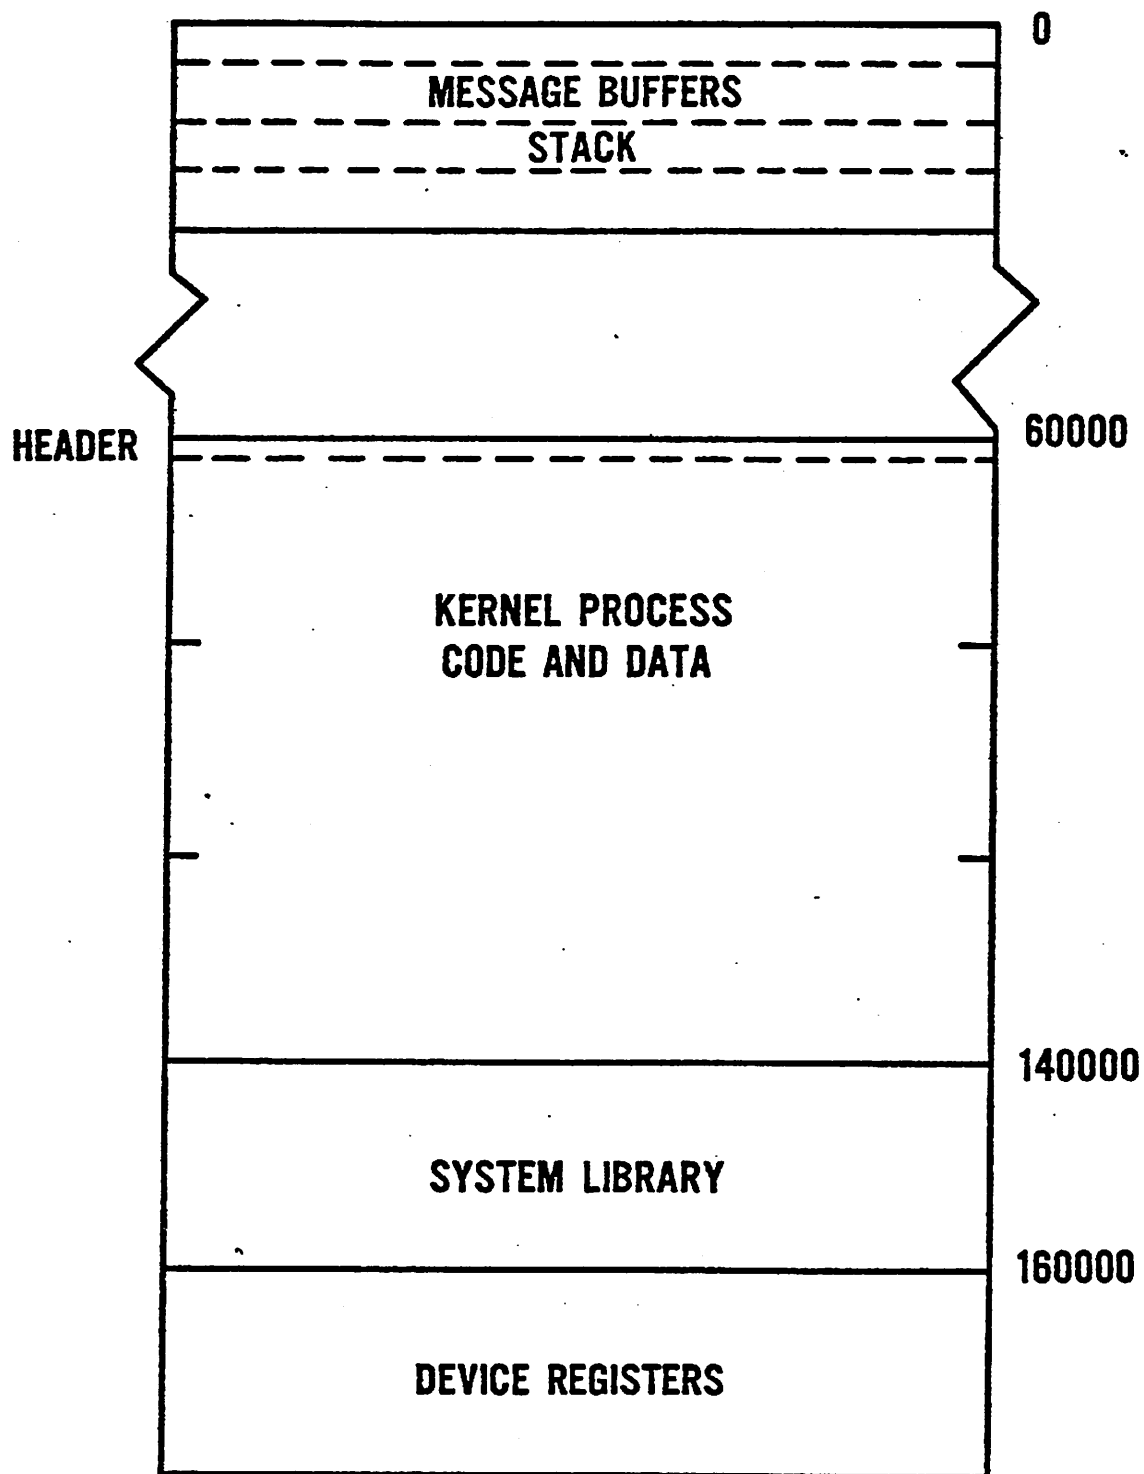 0
MESSAGE BUFFERS
STACK
HEADER
60000
KERNEL PROCESS
CODE AND DATA
140000
SYSTEM LIBRARY
160000
DEVICE REGISTERS